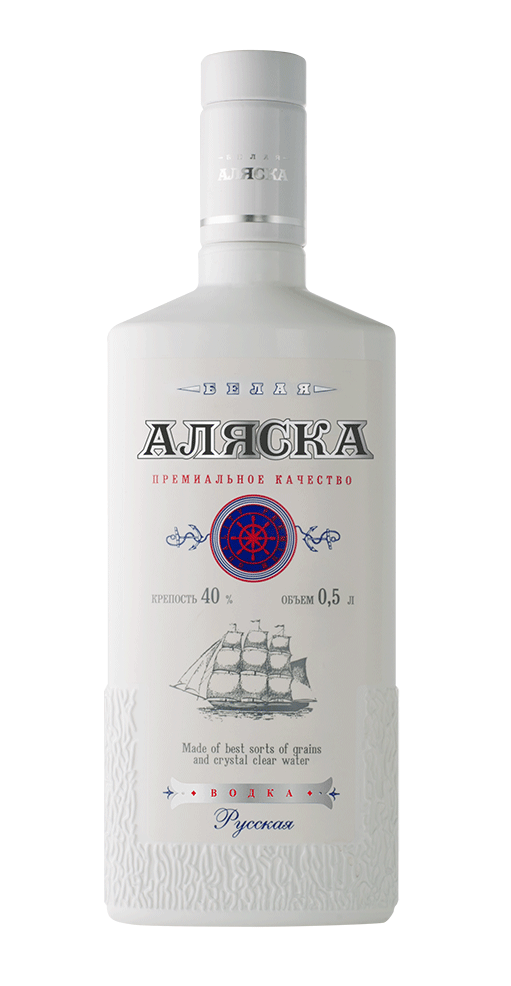 БЕЛАЯ
АЛЯСКА
БЕЛАЯ
АЛЯСКА
ПРЕМИАЛЬНОЕ КАЧЕСТВО
КРЕПОСТЬ 40 % ОБЪЕМ 0,5 Л
Made of best sorts of grains
and crystal clear water
ВОДКА
Русская